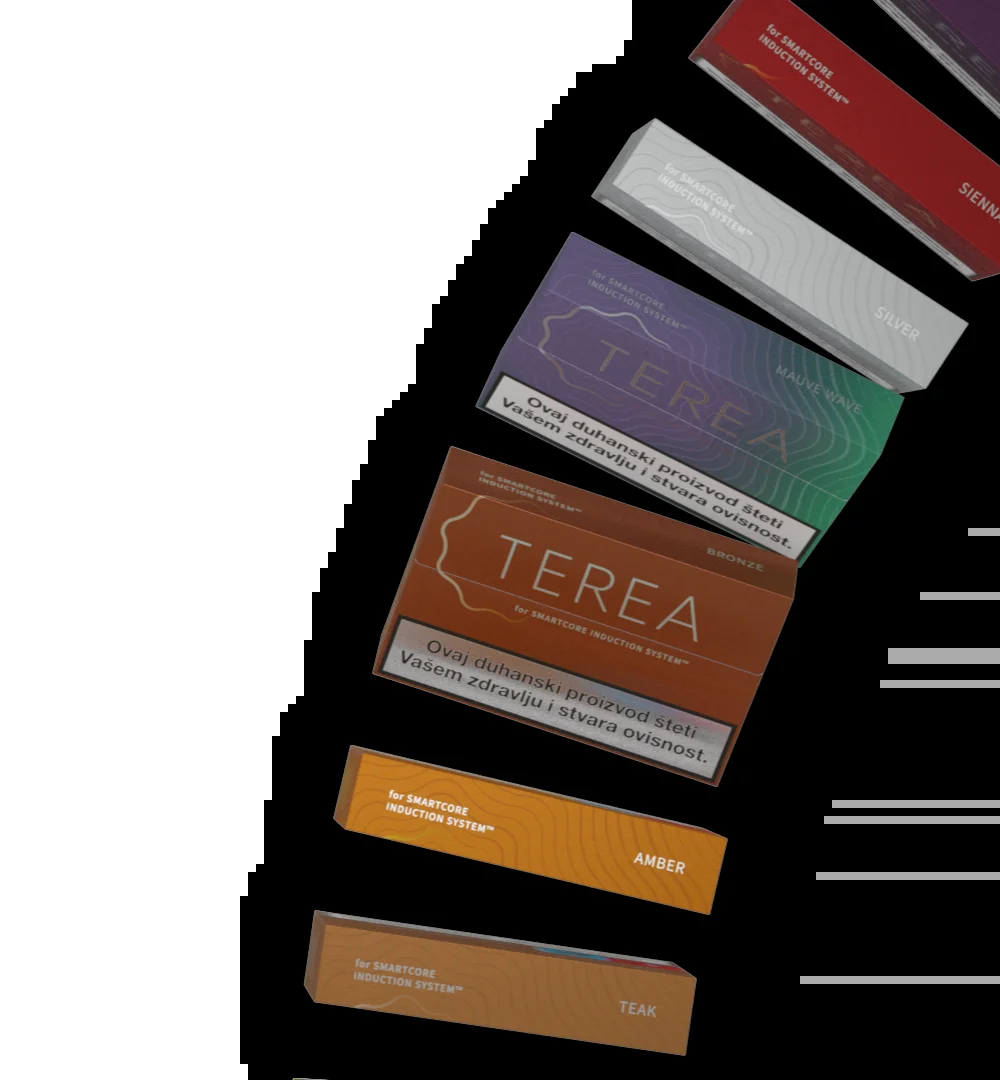 for SMARTCORE
INDUCTION SYSTEM™
TEREA
SIENNA
for SMARTCORE
INDUCTION SYSTEM™
SILVER
for SMARTCORE
INDUCTION SYSTEM™
MAUVE WAVE
TEREA
Ovaj duhanski proizvod šteti
Vašem zdravlju i stvara ovisnost.
for SMARTCORE
INDUCTION SYSTEM™
BRONZE
TEREA
for SMARTCORE INDUCTION SYSTEM™
Ovaj duhanski proizvod šteti
Vašem zdravlju i stvara ovisnost.
for SMARTCORE
INDUCTION SYSTEM™
AMBER
for SMARTCORE
INDUCTION SYSTEM™
TEAK